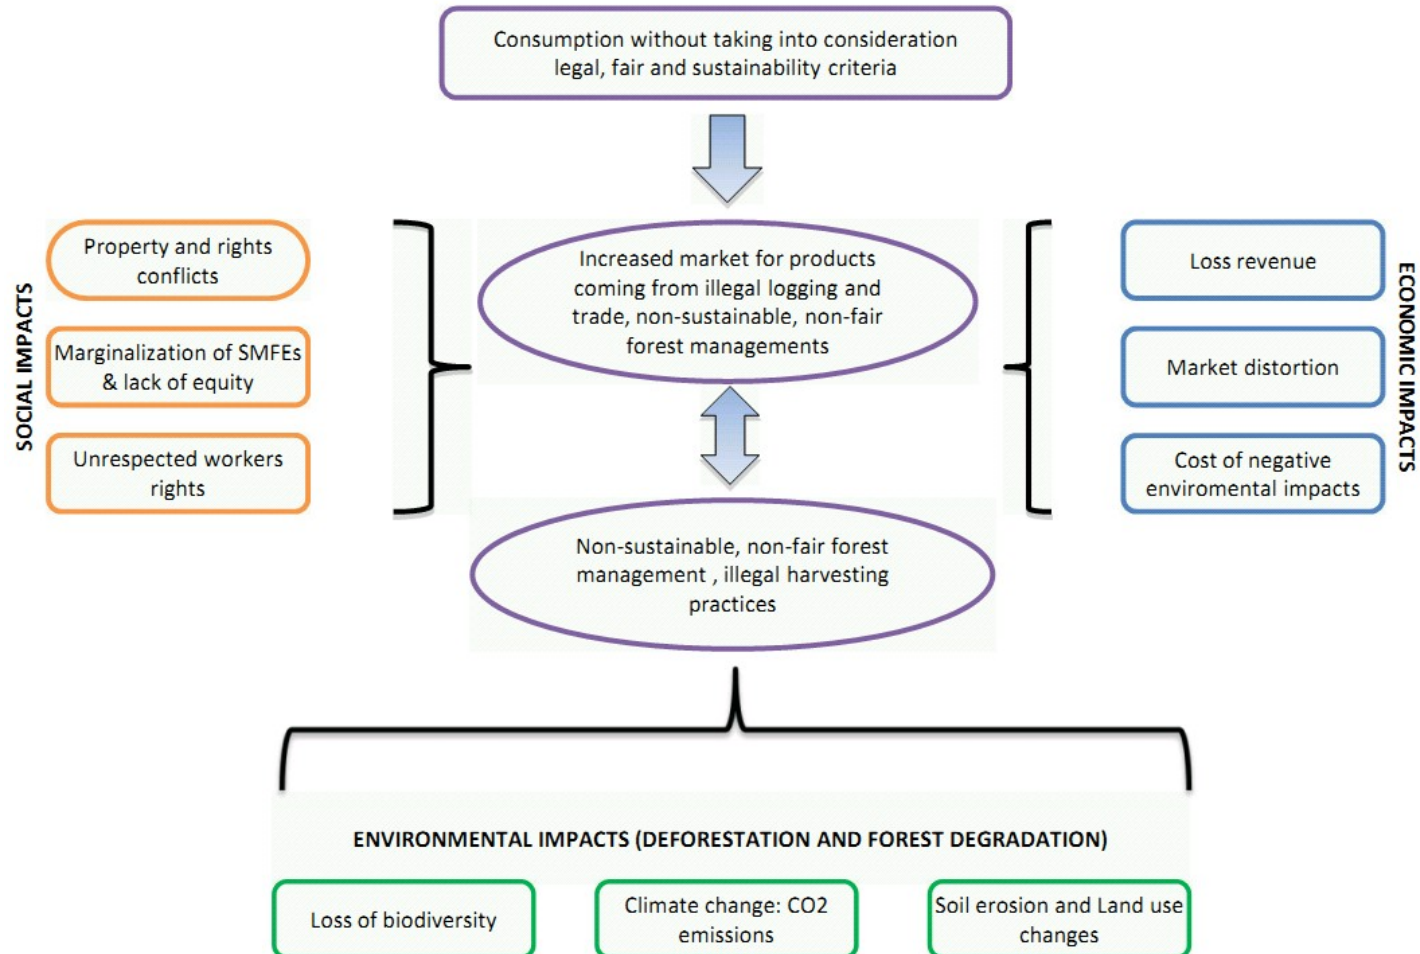 Consumption without taking into consideration
legal, fair and sustainability criteria
SOCIAL IMPACTS
Property and rights
conflicts
Marginalization of SMFEs
& lack of equity
Unrespected workers
rights
Increased market for products
coming from illegal logging and
trade, non-sustainable, non-fair
forest managements
Non-sustainable, non-fair forest
management , illegal harvesting
practices
Loss revenue
Market distortion
Cost of negative
enviromental impacts
ECONOMIC IMPACTS
ENVIRONMENTAL IMPACTS (DEFORESTATION AND FOREST DEGRADATION)
Loss of biodiversity
Climate change: CO2
emissions
Soil erosion and Land use
changes